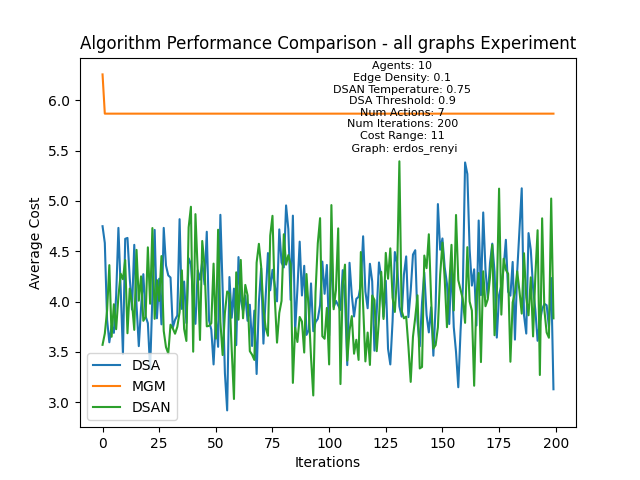 Algorithm Performance Comparison - all graphs Experiment
Agents: 10
Edge Density: 0.1
DSAN Temperature: 0.75
DSA Threshold: 0.9
Num Actions: 7
Num Iterations: 200
Cost Range: 11
Graph: erdos_renyi
6.0
5.5
5.0
4.5
4.0
3.5
3.0
Average Cost
DSA
MGM
DSAN
0 25 50 75 100 125 150 175 200
Iterations